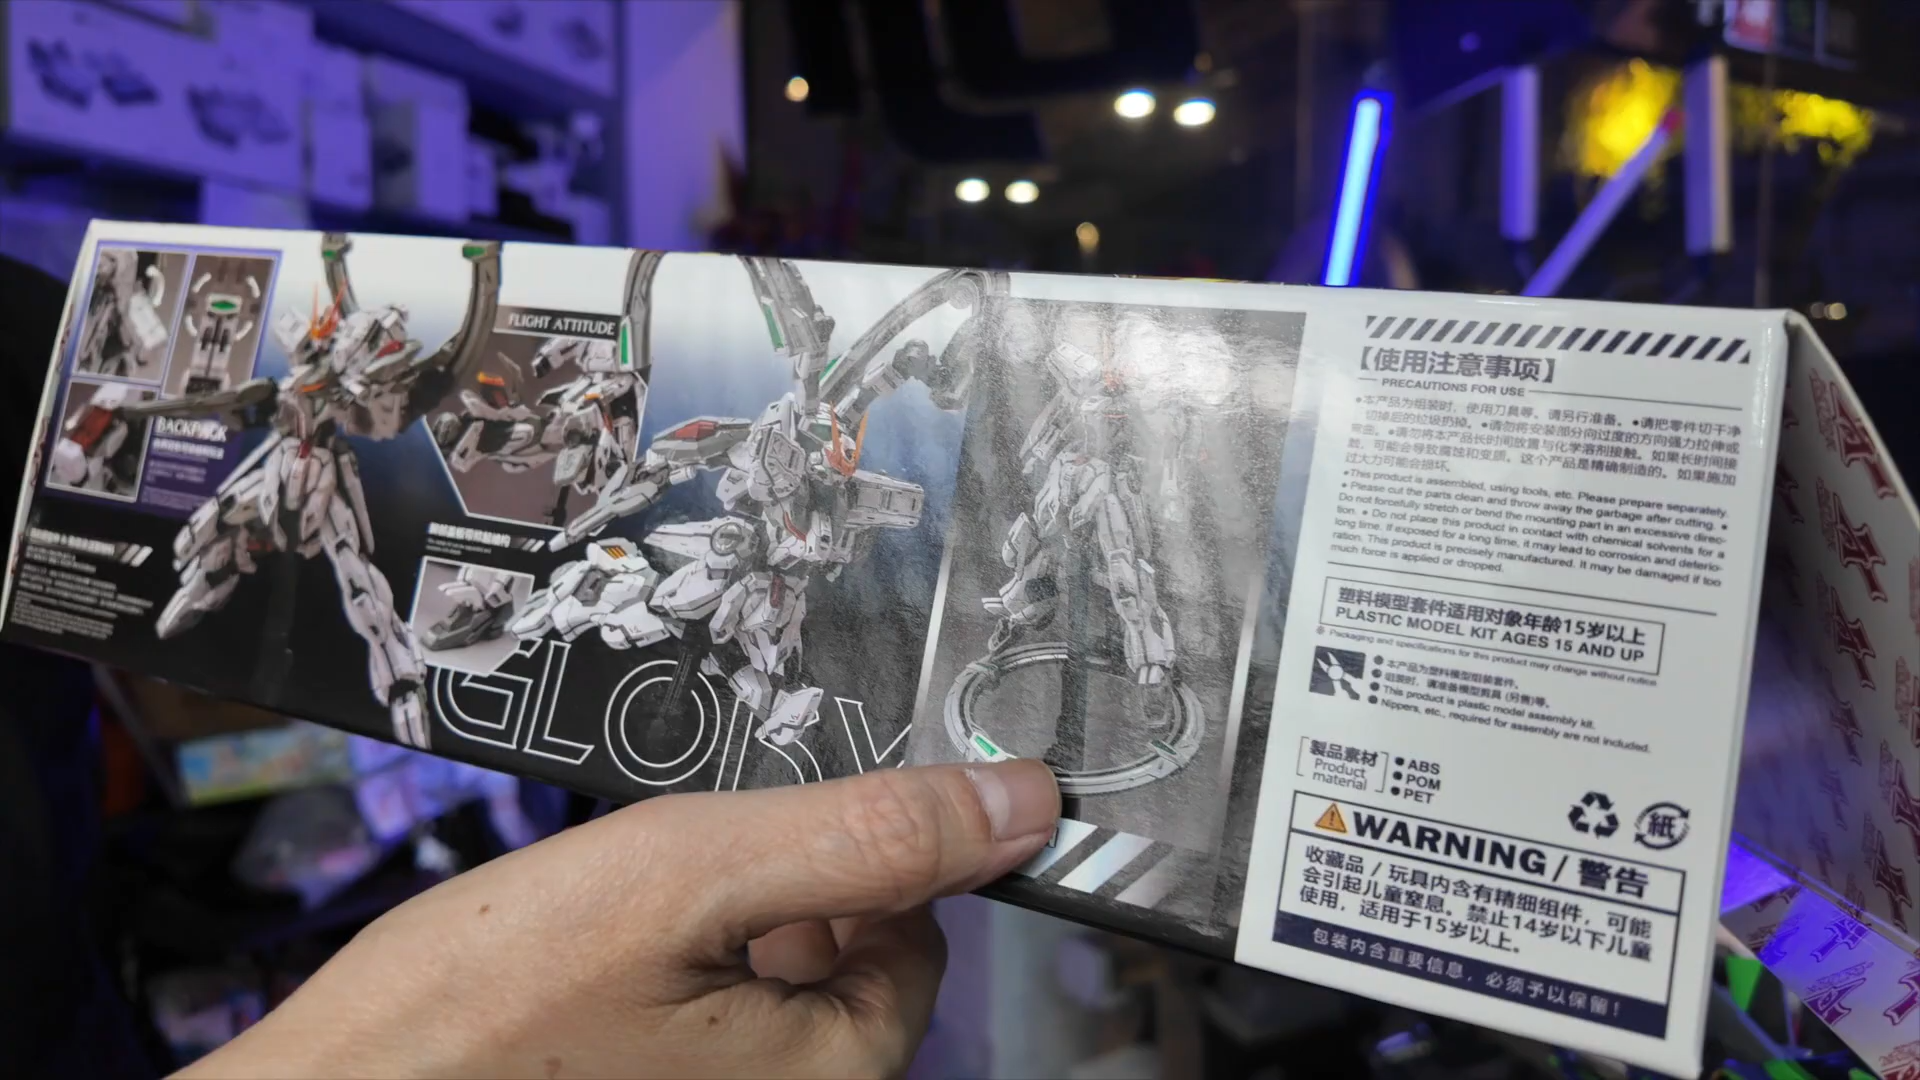 BACKPACK
FLIGHT ATTITUDE
GLORY
【使用注意事项】
PRECAUTIONS FOR USE
●本产品为组装时，使用刀具等。请另行准备。●请把零件切干净
切掉后的垃圾扔掉。●请勿将安装部分向过度的方向强力拉伸或
弯曲。●请勿将本产品长时间放置与化学溶剂接触。如果长时间接
触，可能会导致腐蚀和变质。这个产品是精确制造的。如果施加
过大力可能会损坏。
●This product is assembled, using tools, etc. Please prepare separately.
● Please cut the parts clean and throw away the garbage after cutting. ●
Do not forcefully stretch or bend the mounting part in an excessive direc-
tion. ● Do not place this product in contact with chemical solvents for a
long time. If exposed for a long time, it may lead to corrosion and deterio-
ration. This product is precisely manufactured. It may be damaged if too
much force is applied or dropped.
塑料模型套件适用对象年龄15岁以上
PLASTIC MODEL KIT AGES 15 AND UP
※ Packaging and specifications for this product may change without notice
● 本产品为塑料模型组装套件。
● 组装时，请准备模型剪具 (另售)等。
● This product is plastic model assembly kit.
● Nippers, etc., required for assembly are not included.
製品素材
Product
material
● ABS
● POM
● PET
紙
WARNING / 警告
收藏品 / 玩具内含有精细组件，可能
会引起儿童窒息。禁止14岁以下儿童
使用，适用于15岁以上。
包装内含重要信息，必须予以保留！